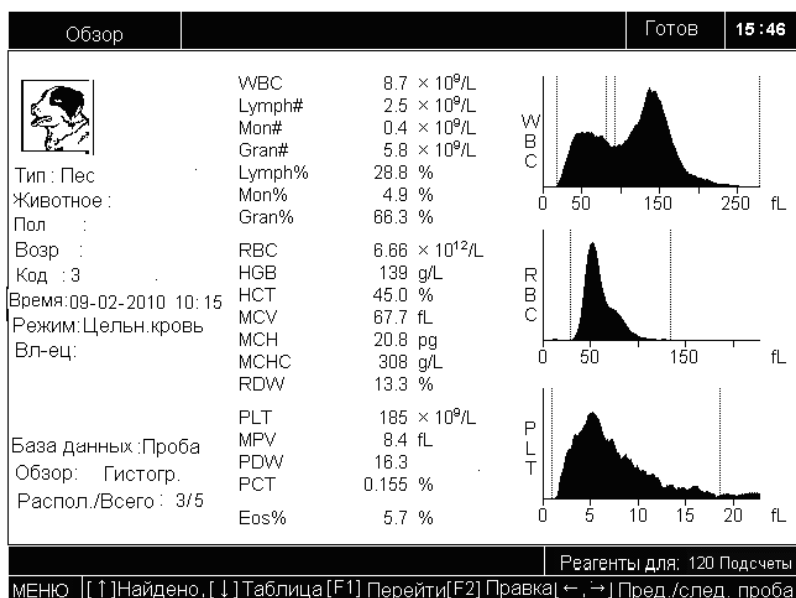 Обзор Готов 15:46
Тип : Пес
Животное :
Пол :
Возр :
Код : 3
Время:09-02-2010 10:15
Режим:Цельн.кровь
Вл-ец:
База данных :Проба
Обзор: Гистогр.
Распол./Всего : 3/5
WBC 8.7 × 10⁹/L
Lymph# 2.5 × 10⁹/L
Mon# 0.4 × 10⁹/L
Gran# 5.8 × 10⁹/L
Lymph% 28.8 %
Mon% 4.9 %
Gran% 66.3 %
RBC 6.66 × 10¹²/L
HGB 139 g/L
HCT 45.0 %
MCV 67.7 fL
MCH 20.8 pg
MCHC 308 g/L
RDW 13.3 %
PLT 185 × 10⁹/L
MPV 8.4 fL
PDW 16.3
PCT 0.155 %
Eos% 5.7 %
WBC
0 50 150 250 fL
RBC
0 50 150 fL
PLT
0 5 10 15 20 fL
Реагенты для: 120 Подсчеты
МЕНЮ [↑]Найдено,[↓]Таблица[F1] Перейти[F2] Правка[←,→] Пред./след. проба